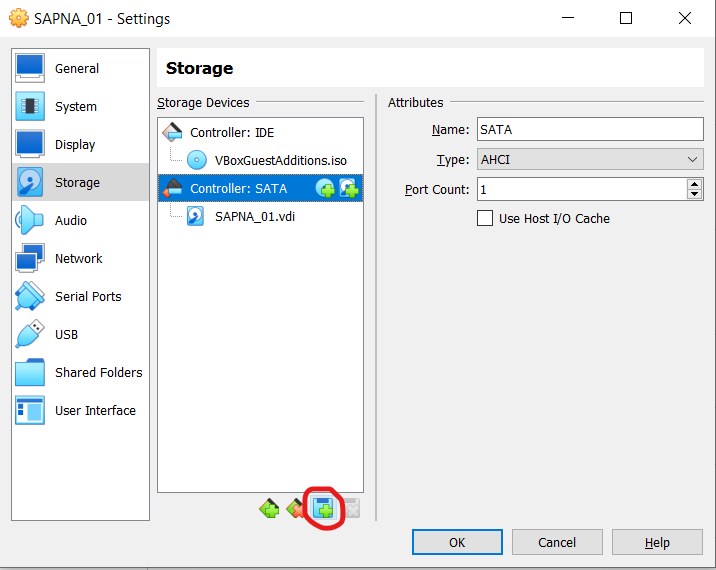 SAPNA_01 - Settings
General
System
Display
Storage
Audio
Network
Serial Ports
USB
Shared Folders
User Interface
Storage
Storage Devices
Controller: IDE
VBoxGuestAdditions.iso
Controller: SATA
SAPNA_01.vdi
Attributes
Name: SATA
Type: AHCI
Port Count: 1
Use Host I/O Cache
OK Cancel Help